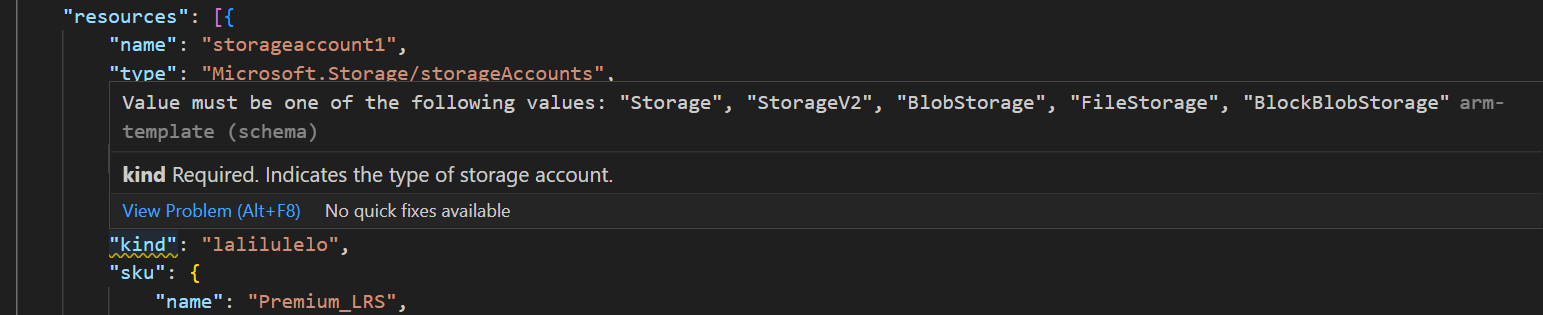 "resources": [{
"name": "storageaccount1",
"type": "Microsoft.Storage/storageAccounts",
Value must be one of the following values: "Storage", "StorageV2", "BlobStorage", "FileStorage", "BlockBlobStorage" arm-
template (schema)
kind Required. Indicates the type of storage account.
View Problem (Alt+F8) No quick fixes available
"kind": "lalilulelo",
"sku": {
"name": "Premium_LRS",